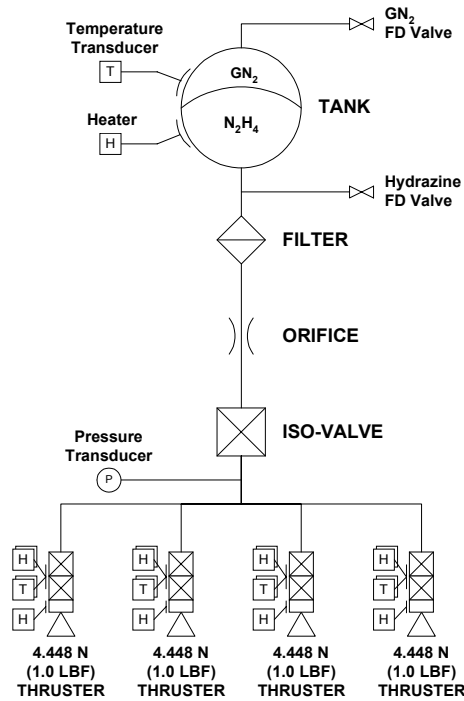 GN2
FD Valve
Temperature
Transducer
T
GN2
TANK
Heater
N2H4
H
Hydrazine
FD Valve
FILTER
ORIFICE
ISO-VALVE
Pressure
Transducer
P
H
H
H
H
T
T
T
T
H
H
H
H
4.448 N
(1.0 LBF)
THRUSTER
4.448 N
(1.0 LBF)
THRUSTER
4.448 N
(1.0 LBF)
THRUSTER
4.448 N
(1.0 LBF)
THRUSTER